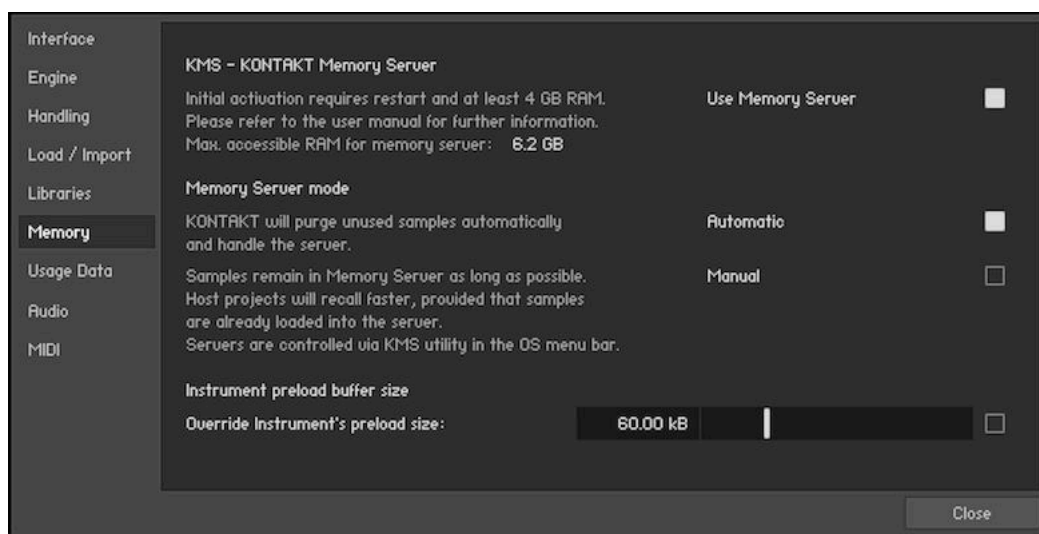 Interface
Engine
Handling
Load / Import
Libraries
Memory
Usage Data
Audio
MIDI
KMS - KONTAKT Memory Server
Initial activation requires restart and at least 4 GB RAM.
Please refer to the user manual for further information.
Max. accessible RAM for memory server: 6.2 GB
Use Memory Server
Memory Server mode
KONTAKT will purge unused samples automatically
and handle the server.
Automatic
Samples remain in Memory Server as long as possible.
Host projects will recall faster, provided that samples
are already loaded into the server.
Servers are controlled via KMS utility in the OS menu bar.
Manual
Instrument preload buffer size
Override Instrument's preload size: 60.00 kB
Close